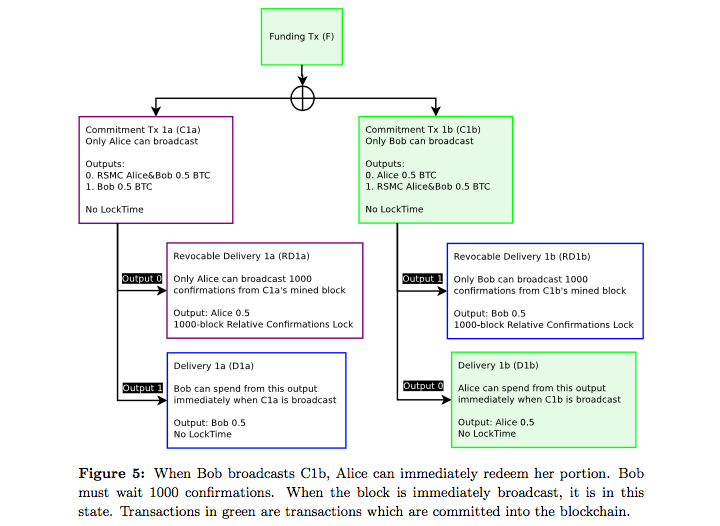 Funding Tx (F)
Commitment Tx 1a (C1a)
Only Alice can broadcast
Outputs:
0. RSMC Alice&Bob 0.5 BTC
1. Bob 0.5 BTC
No LockTime
Commitment Tx 1b (C1b)
Only Bob can broadcast
Outputs:
0. Alice 0.5 BTC
1. RSMC Alice&Bob 0.5 BTC
No LockTime
Output 0
Revocable Delivery 1a (RD1a)
Only Alice can broadcast 1000
confirmations from C1a's mined block
Output: Alice 0.5
1000-block Relative Confirmations Lock
Output 1
Revocable Delivery 1b (RD1b)
Only Bob can broadcast 1000
confirmations from C1b's mined block
Output: Bob 0.5
1000-block Relative Confirmations Lock
Output 1
Delivery 1a (D1a)
Bob can spend from this output
immediately when C1a is broadcast
Output: Bob 0.5
No LockTime
Output 0
Delivery 1b (D1b)
Alice can spend from this output
immediately when C1b is broadcast
Output: Alice 0.5
No LockTime
Figure 5: When Bob broadcasts C1b, Alice can immediately redeem her portion. Bob
must wait 1000 confirmations. When the block is immediately broadcast, it is in this
state. Transactions in green are transactions which are committed into the blockchain.